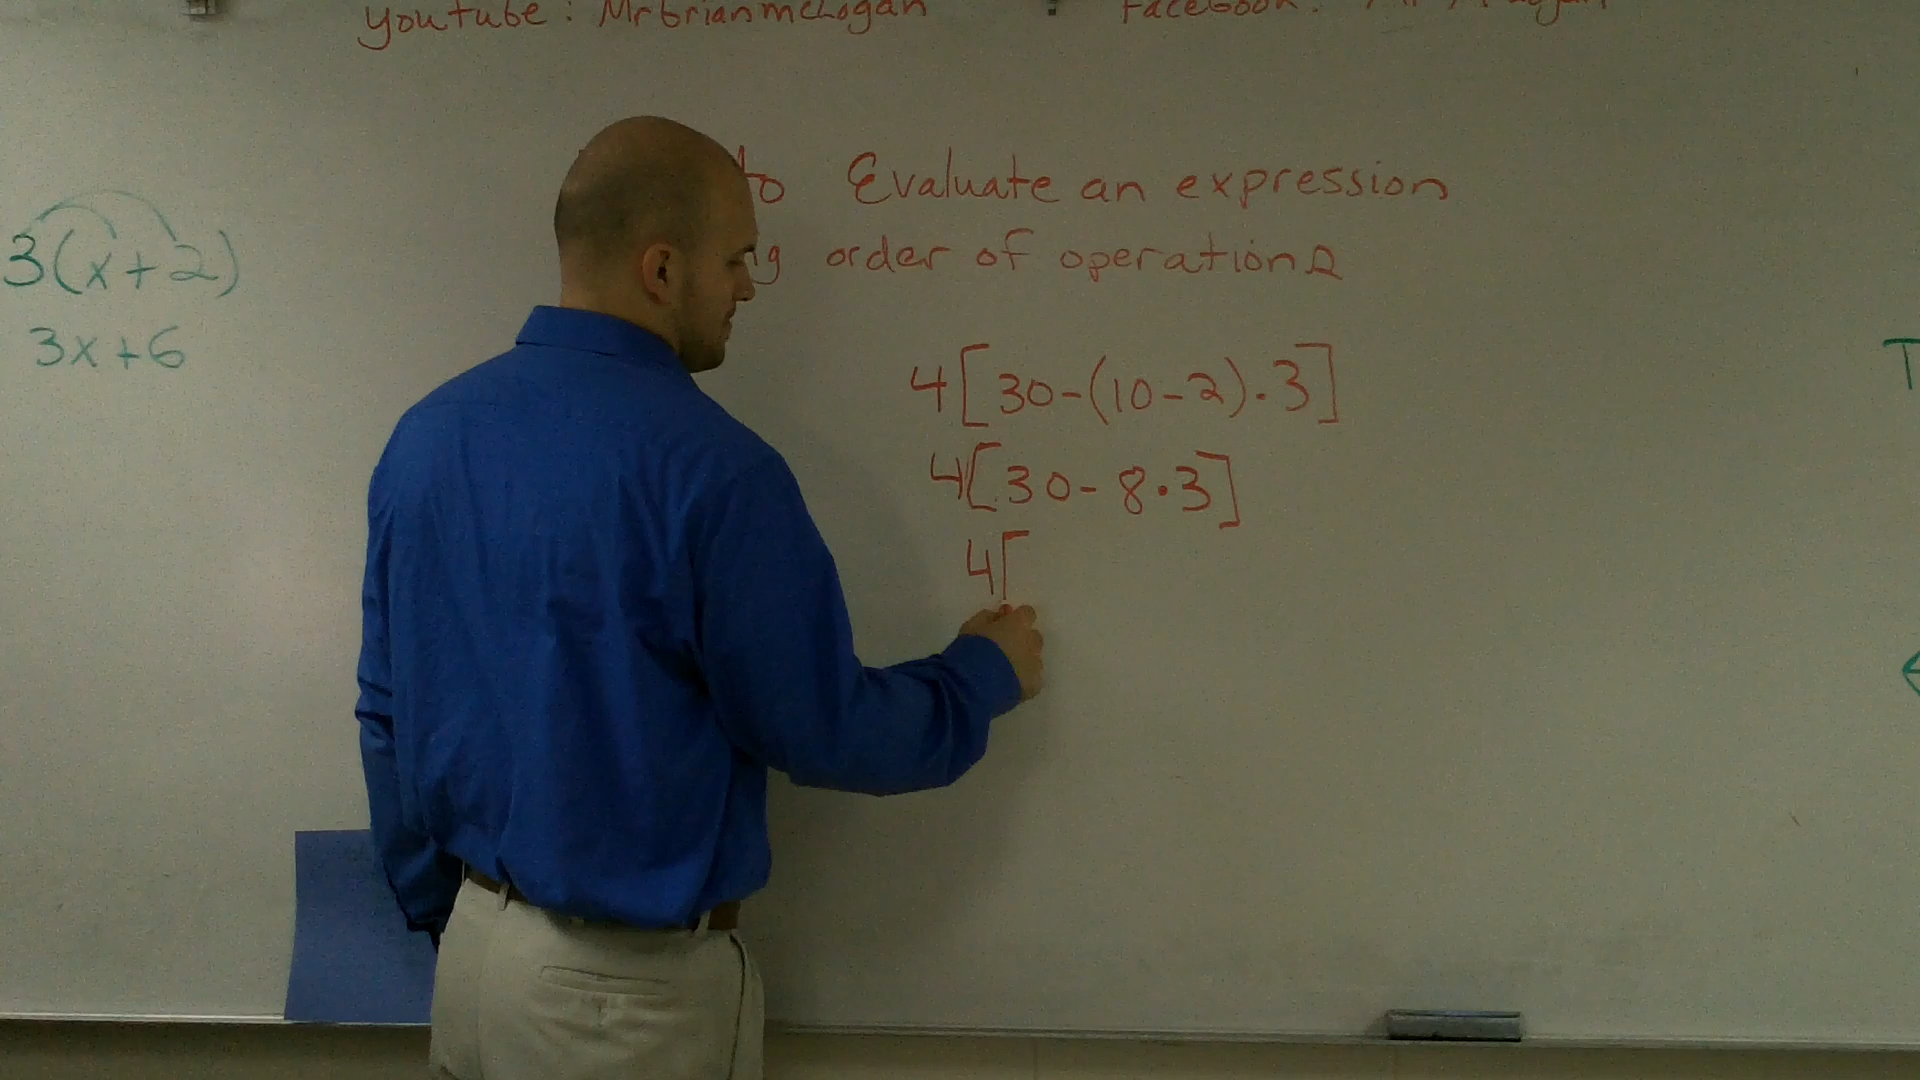 youtube: Mrbrianmclogan
Facebook:
to Evaluate an expression
order of operations
3(x+2)
3x+6
4[30-(10-2)·3]
4[30-8·3]
4[
T